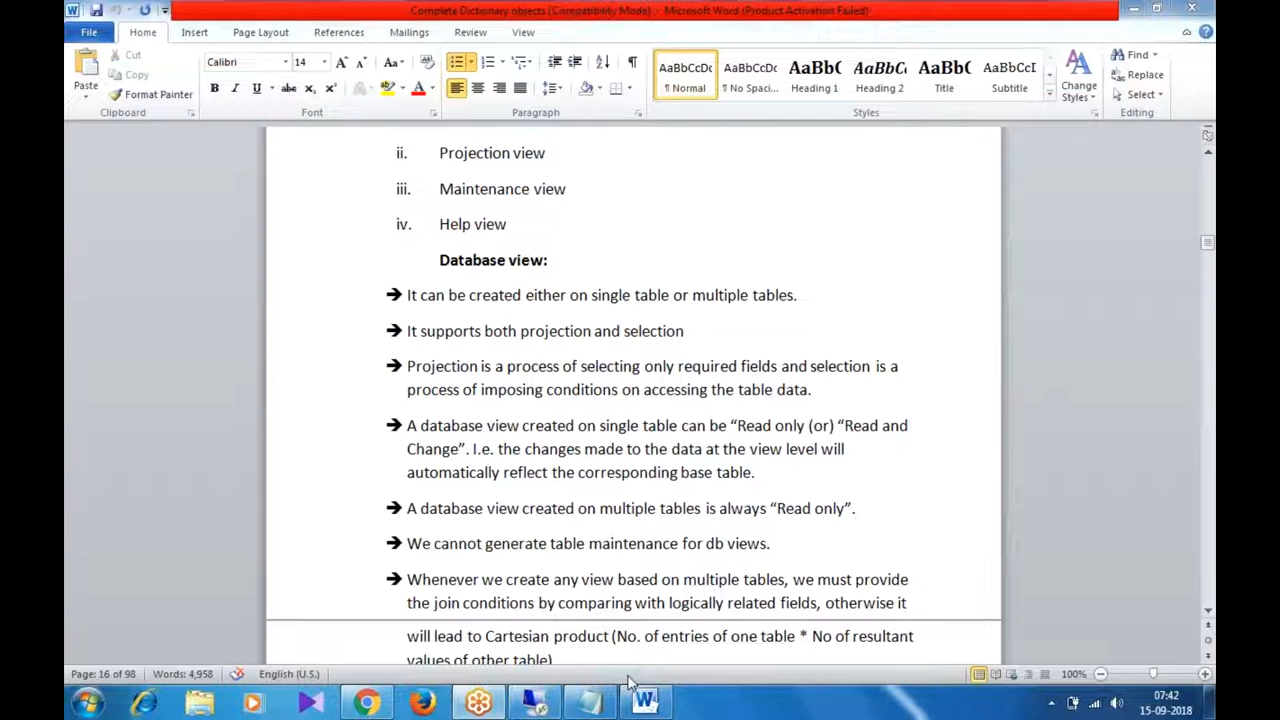 Complete Dictionary objects (Compatibility Mode) - Microsoft Word (Product Activation Failed)
File Home Insert Page Layout References Mailings Review View
Paste
Cut
Copy
Format Painter
Calibri 14
B I U abc
AaBbCcDc AaBbCcDc AaBbC AaBbCc AaBbC AaBbCcI
¶ Normal ¶ No Spaci... Heading 1 Heading 2 Title Subtitle
Change
Styles
Find
Replace
Select
Clipboard Font Paragraph Styles Editing
ii. Projection view
iii. Maintenance view
iv. Help view
Database view:
➔ It can be created either on single table or multiple tables.
➔ It supports both projection and selection
➔ Projection is a process of selecting only required fields and selection is a
process of imposing conditions on accessing the table data.
➔ A database view created on single table can be “Read only (or) “Read and
Change”. I.e. the changes made to the data at the view level will
automatically reflect the corresponding base table.
➔ A database view created on multiple tables is always “Read only”.
➔ We cannot generate table maintenance for db views.
➔ Whenever we create any view based on multiple tables, we must provide
the join conditions by comparing with logically related fields, otherwise it
will lead to Cartesian product (No. of entries of one table * No of resultant
values of other table)
Page: 16 of 98 Words: 4,958 English (U.S.) 100%
07:42
15-09-2018